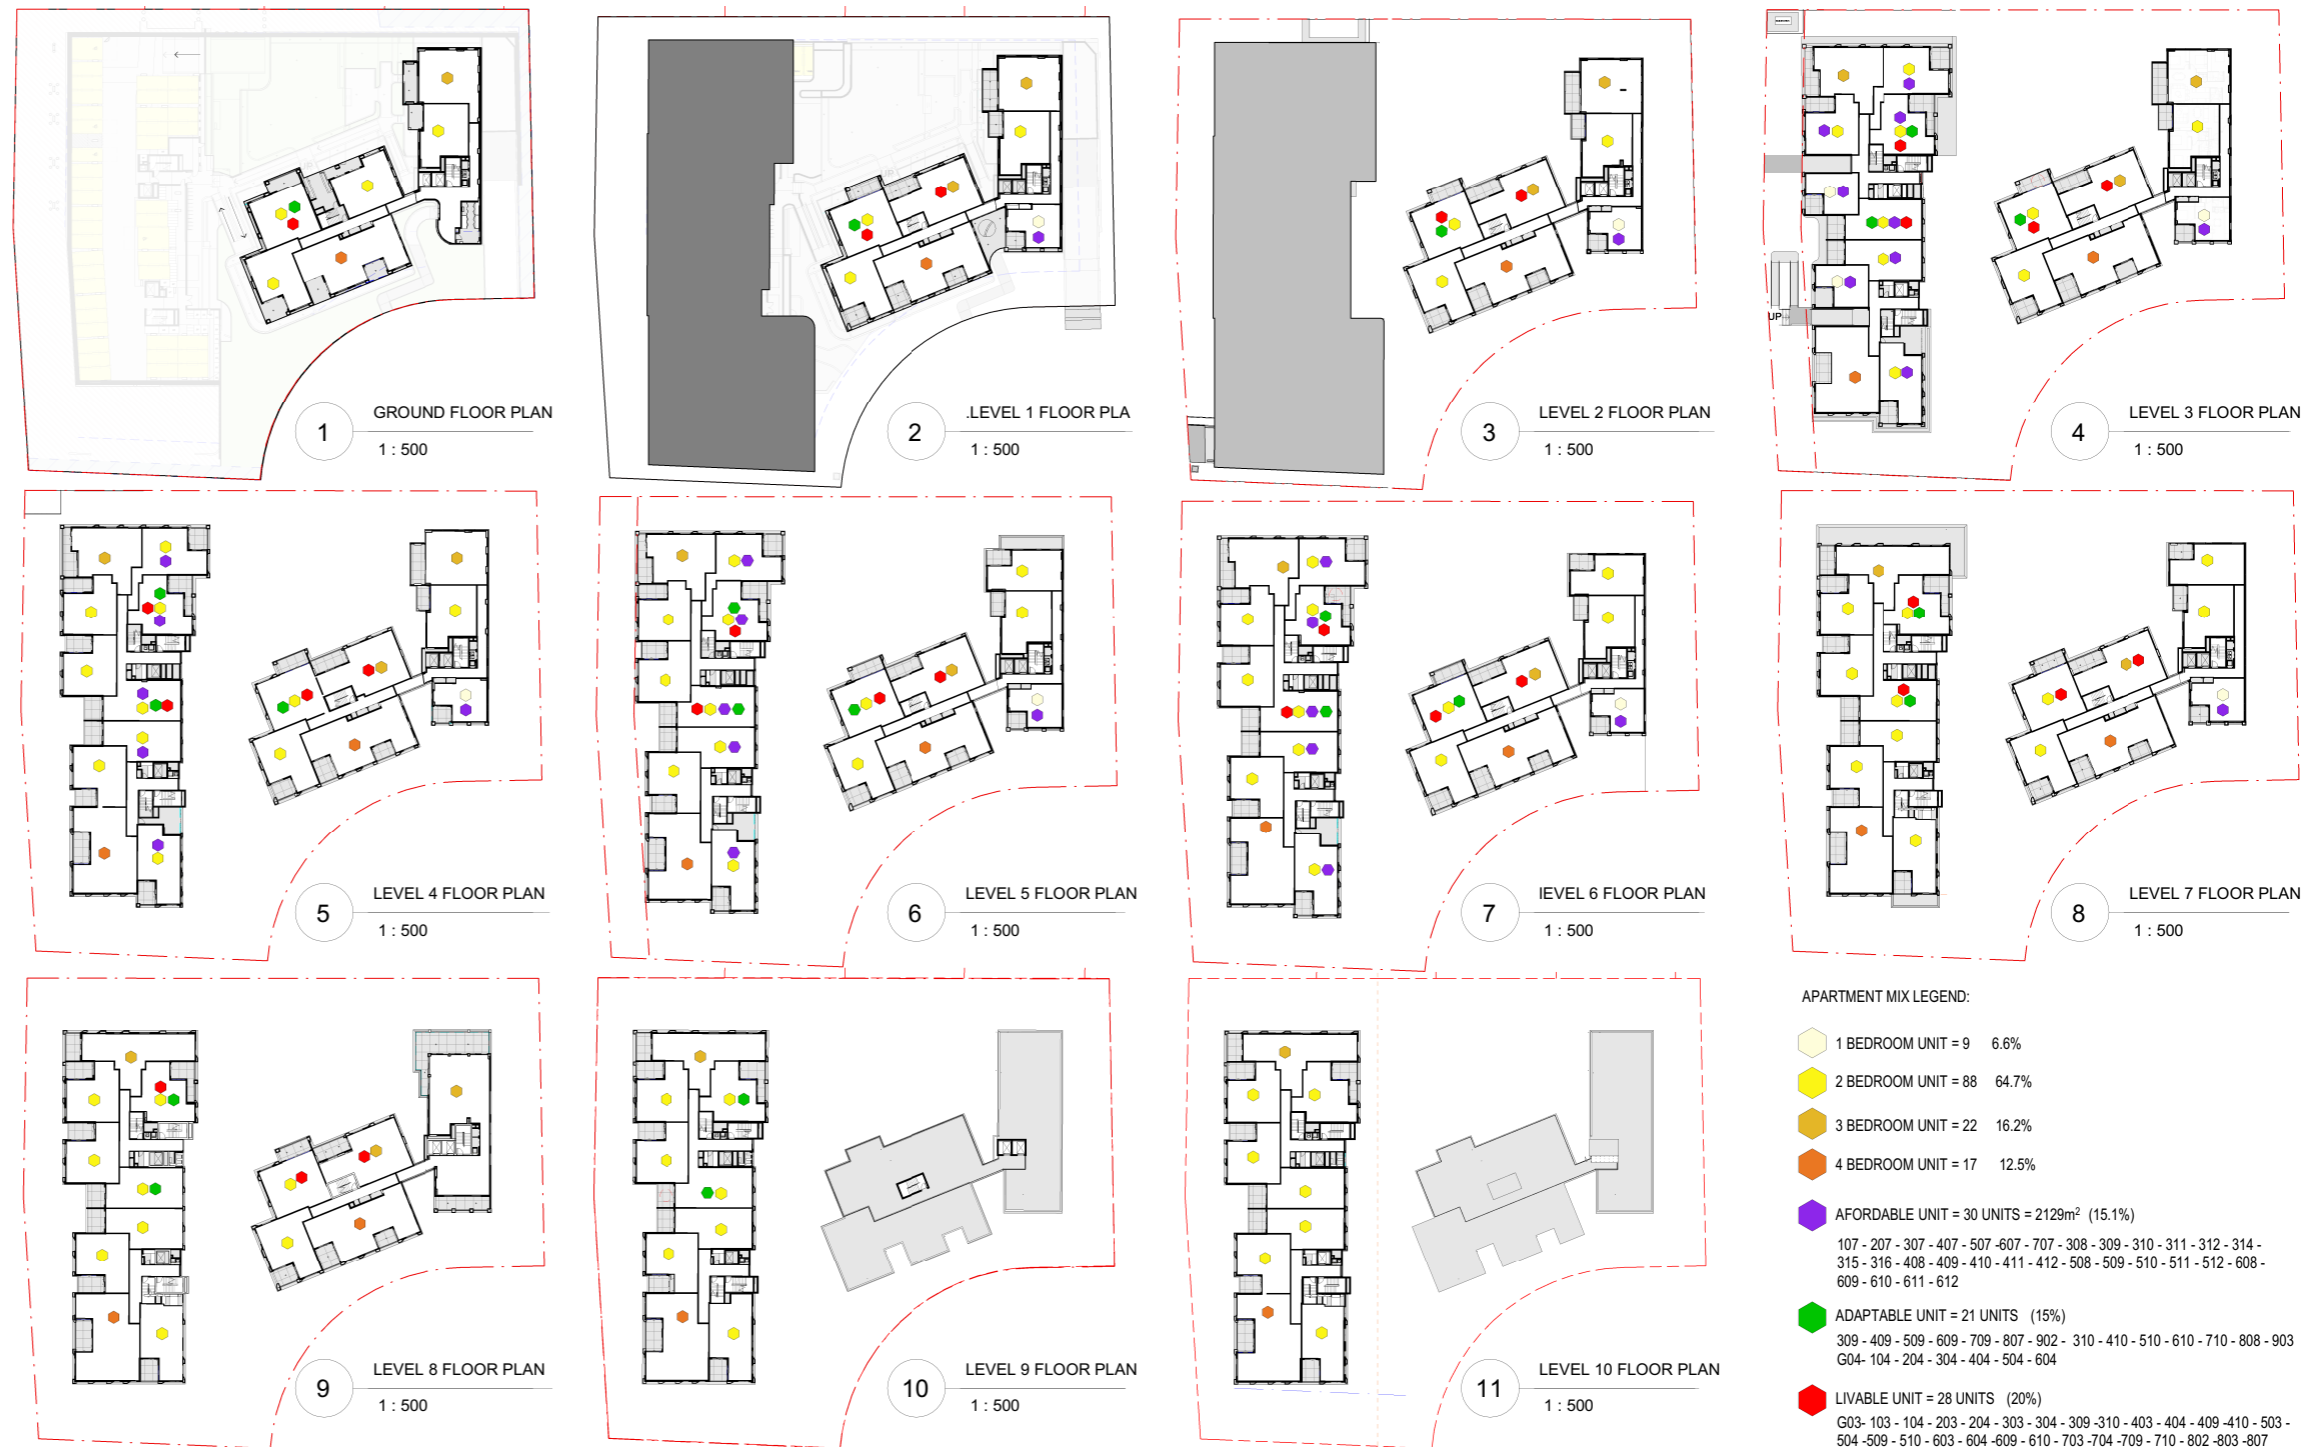 1
GROUND FLOOR PLAN
1 : 500
2
.LEVEL 1 FLOOR PLA
1 : 500
3
LEVEL 2 FLOOR PLAN
1 : 500
UP
4
LEVEL 3 FLOOR PLAN
1 : 500
5
LEVEL 4 FLOOR PLAN
1 : 500
6
LEVEL 5 FLOOR PLAN
1 : 500
7
lEVEL 6 FLOOR PLAN
1 : 500
8
LEVEL 7 FLOOR PLAN
1 : 500
9
LEVEL 8 FLOOR PLAN
1 : 500
10
LEVEL 9 FLOOR PLAN
1 : 500
11
LEVEL 10 FLOOR PLAN
1 : 500
APARTMENT MIX LEGEND:
1 BEDROOM UNIT = 9 6.6%
2 BEDROOM UNIT = 88 64.7%
3 BEDROOM UNIT = 22 16.2%
4 BEDROOM UNIT = 17 12.5%
AFORDABLE UNIT = 30 UNITS = 2129m² (15.1%)
107 - 207 - 307 - 407 - 507 -607 - 707 - 308 - 309 - 310 - 311 - 312 - 314 -
315 - 316 - 408 - 409 - 410 - 411 - 412 - 508 - 509 - 510 - 511 - 512 - 608 -
609 - 610 - 611 - 612
ADAPTABLE UNIT = 21 UNITS (15%)
309 - 409 - 509 - 609 - 709 - 807 - 902 - 310 - 410 - 510 - 610 - 710 - 808 - 903
G04- 104 - 204 - 304 - 404 - 504 - 604
LIVABLE UNIT = 28 UNITS (20%)
G03- 103 - 104 - 203 - 204 - 303 - 304 - 309 -310 - 403 - 404 - 409 -410 - 503 -
504 -509 - 510 - 603 - 604 -609 - 610 - 703 -704 -709 - 710 - 802 -803 -807